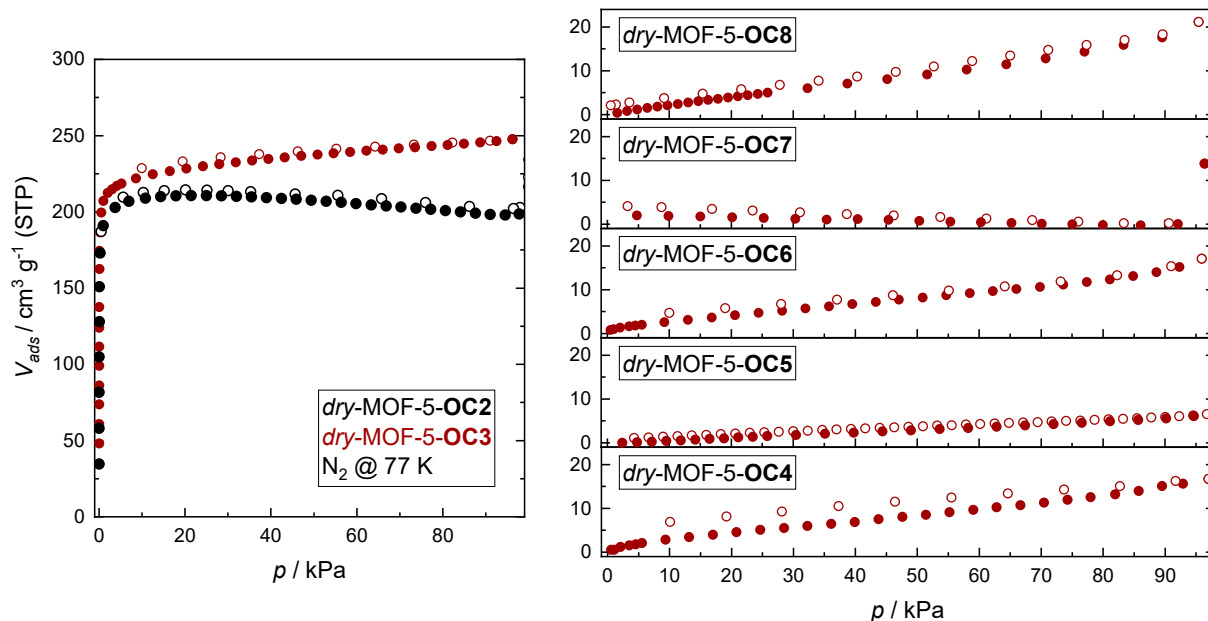 300
250
200
150
100
50
0
V_ads / cm³ g⁻¹ (STP)
dry-MOF-5-OC2
dry-MOF-5-OC3
N₂ @ 77 K
0 20 40 60 80
p / kPa
20
10
0
dry-MOF-5-OC8
20
10
0
dry-MOF-5-OC7
20
10
0
dry-MOF-5-OC6
20
10
0
dry-MOF-5-OC5
20
10
0
dry-MOF-5-OC4
0 10 20 30 40 50 60 70 80 90
p / kPa